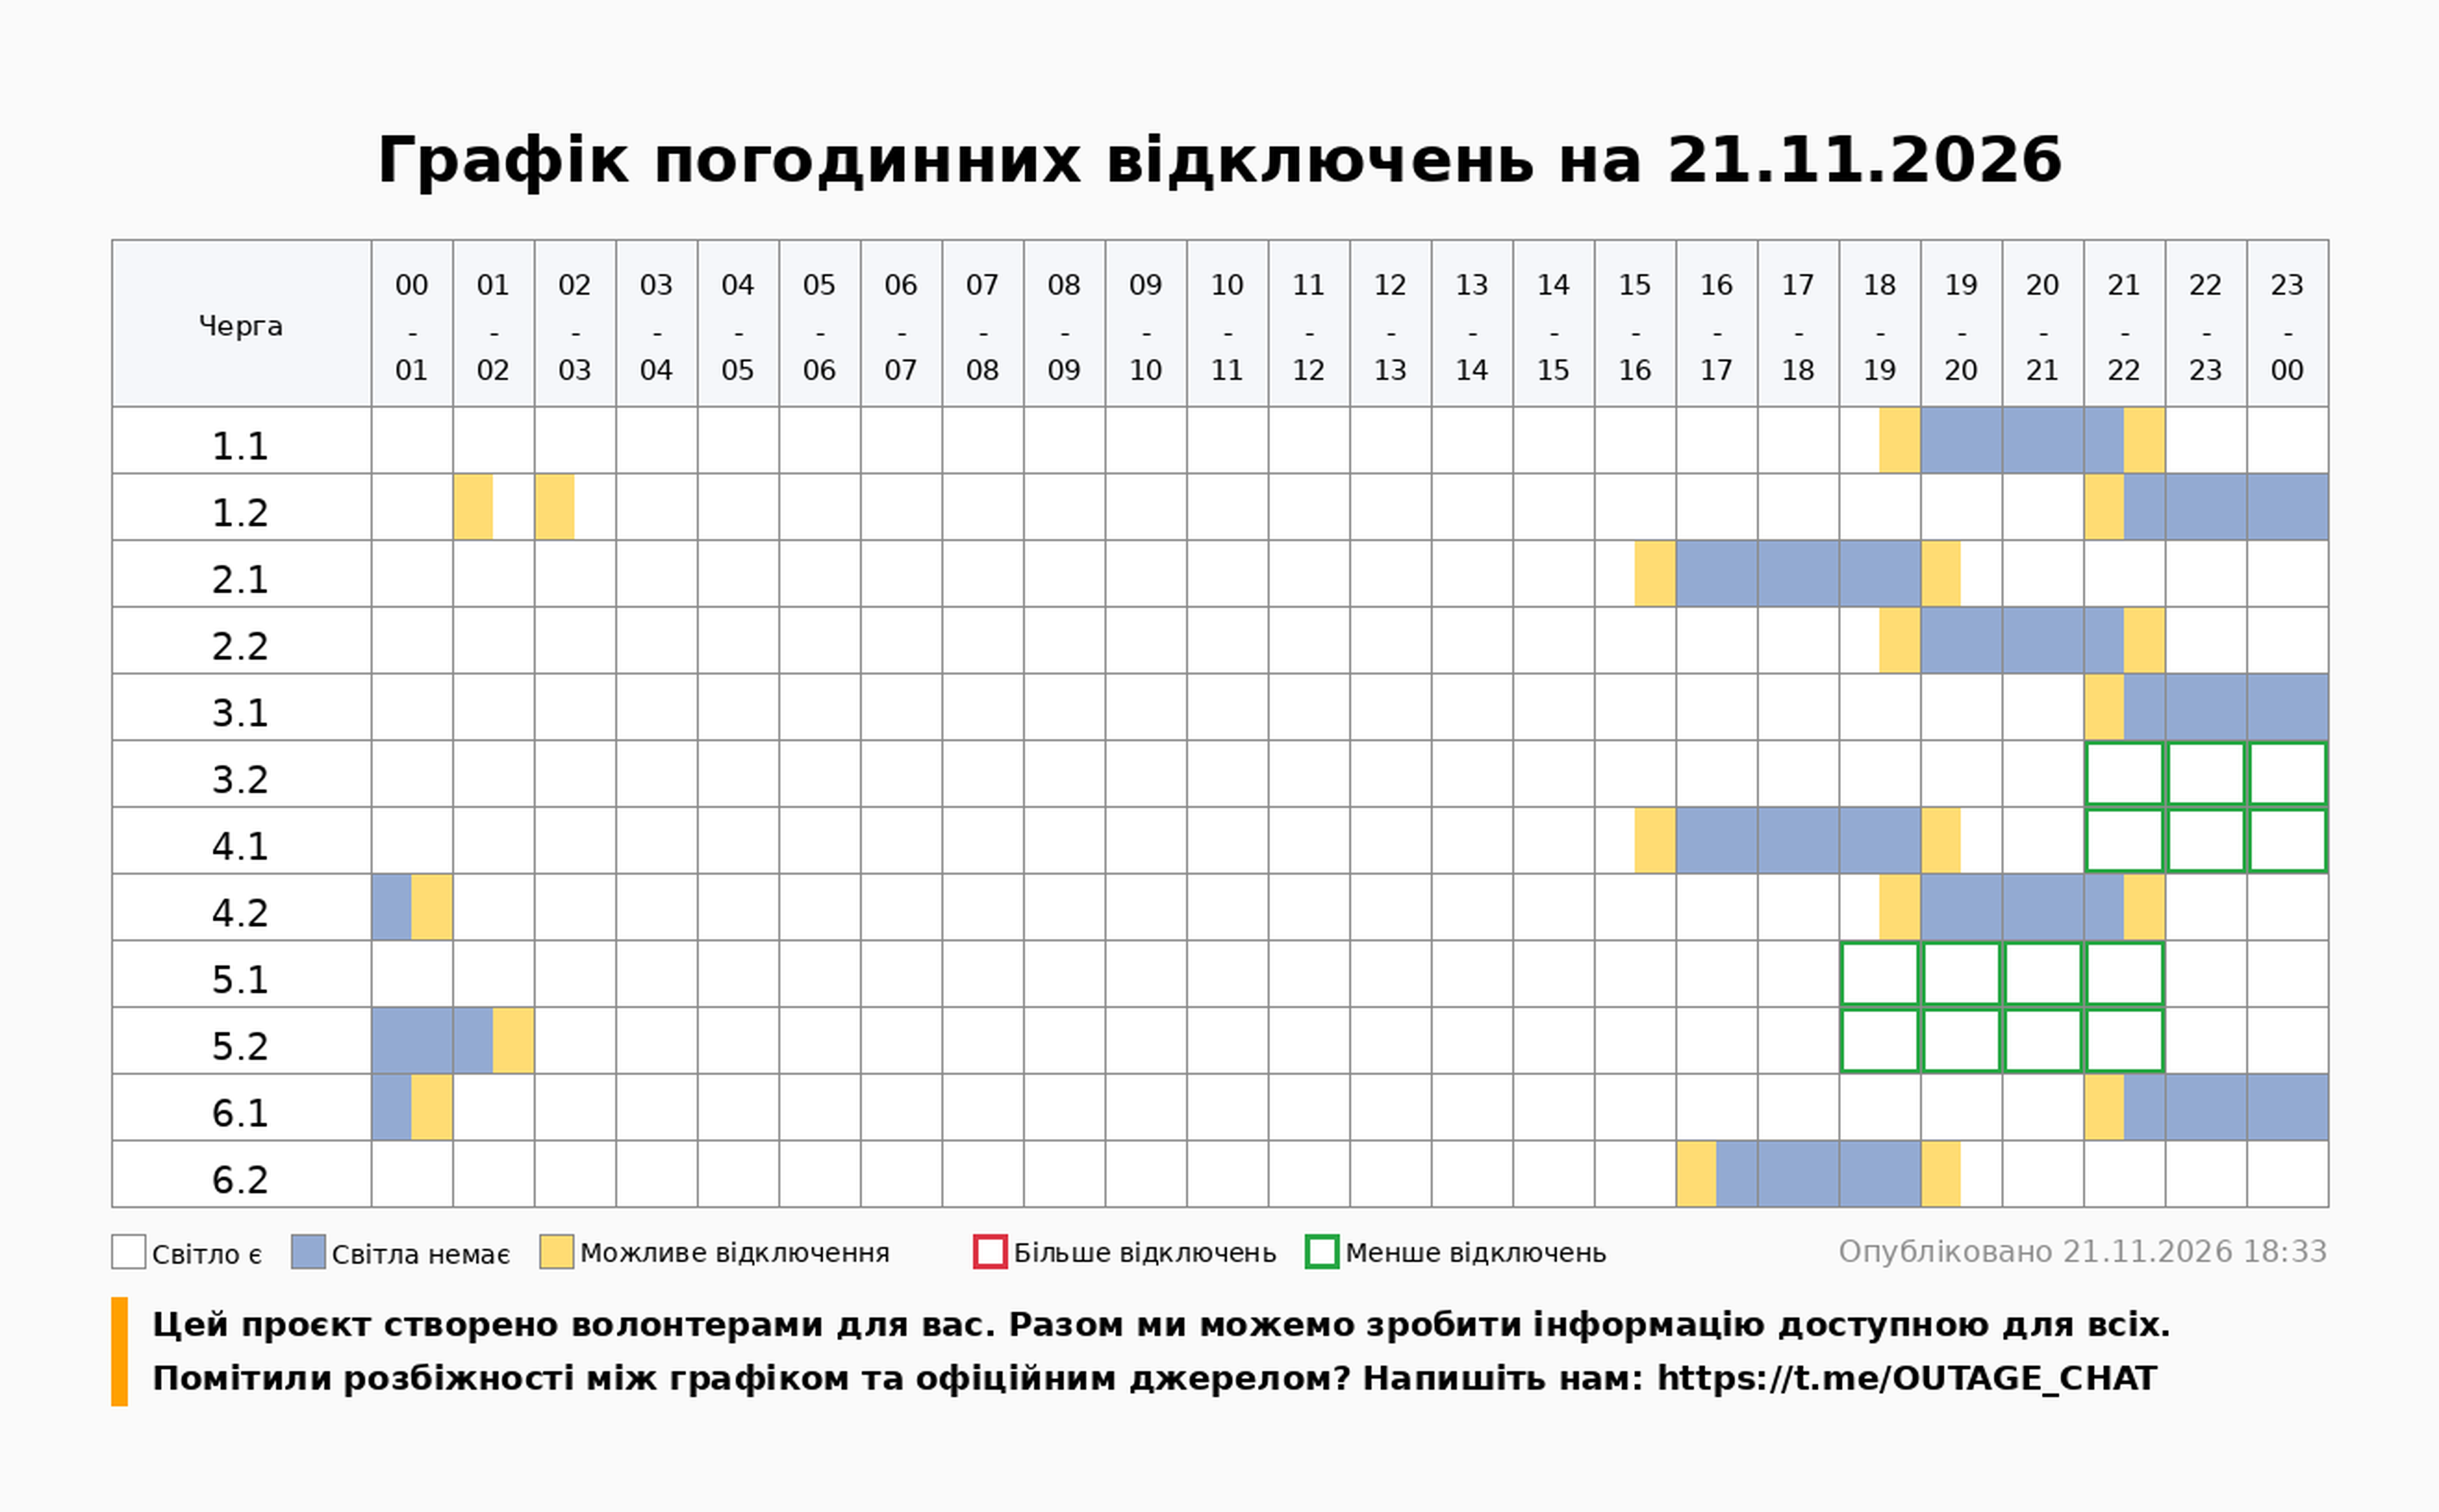 Графік погодинних відключень на 21.11.2026
Черга 00 - 01 01 - 02 02 - 03 03 - 04 04 - 05 05 - 06 06 - 07 07 - 08 08 - 09 09 - 10 10 - 11 11 - 12 12 - 13 13 - 14 14 - 15 15 - 16 16 - 17 17 - 18 18 - 19 19 - 20 20 - 21 21 - 22 22 - 23 23 - 00
1.1
1.2
2.1
2.2
3.1
3.2
4.1
4.2
5.1
5.2
6.1
6.2
Світло є Світла немає Можливе відключення Більше відключень Менше відключень Опубліковано 21.11.2026 18:33
Цей проєкт створено волонтерами для вас. Разом ми можемо зробити інформацію доступною для всіх.
Помітили розбіжності між графіком та офіційним джерелом? Напишіть нам: https://t.me/OUTAGE_CHAT